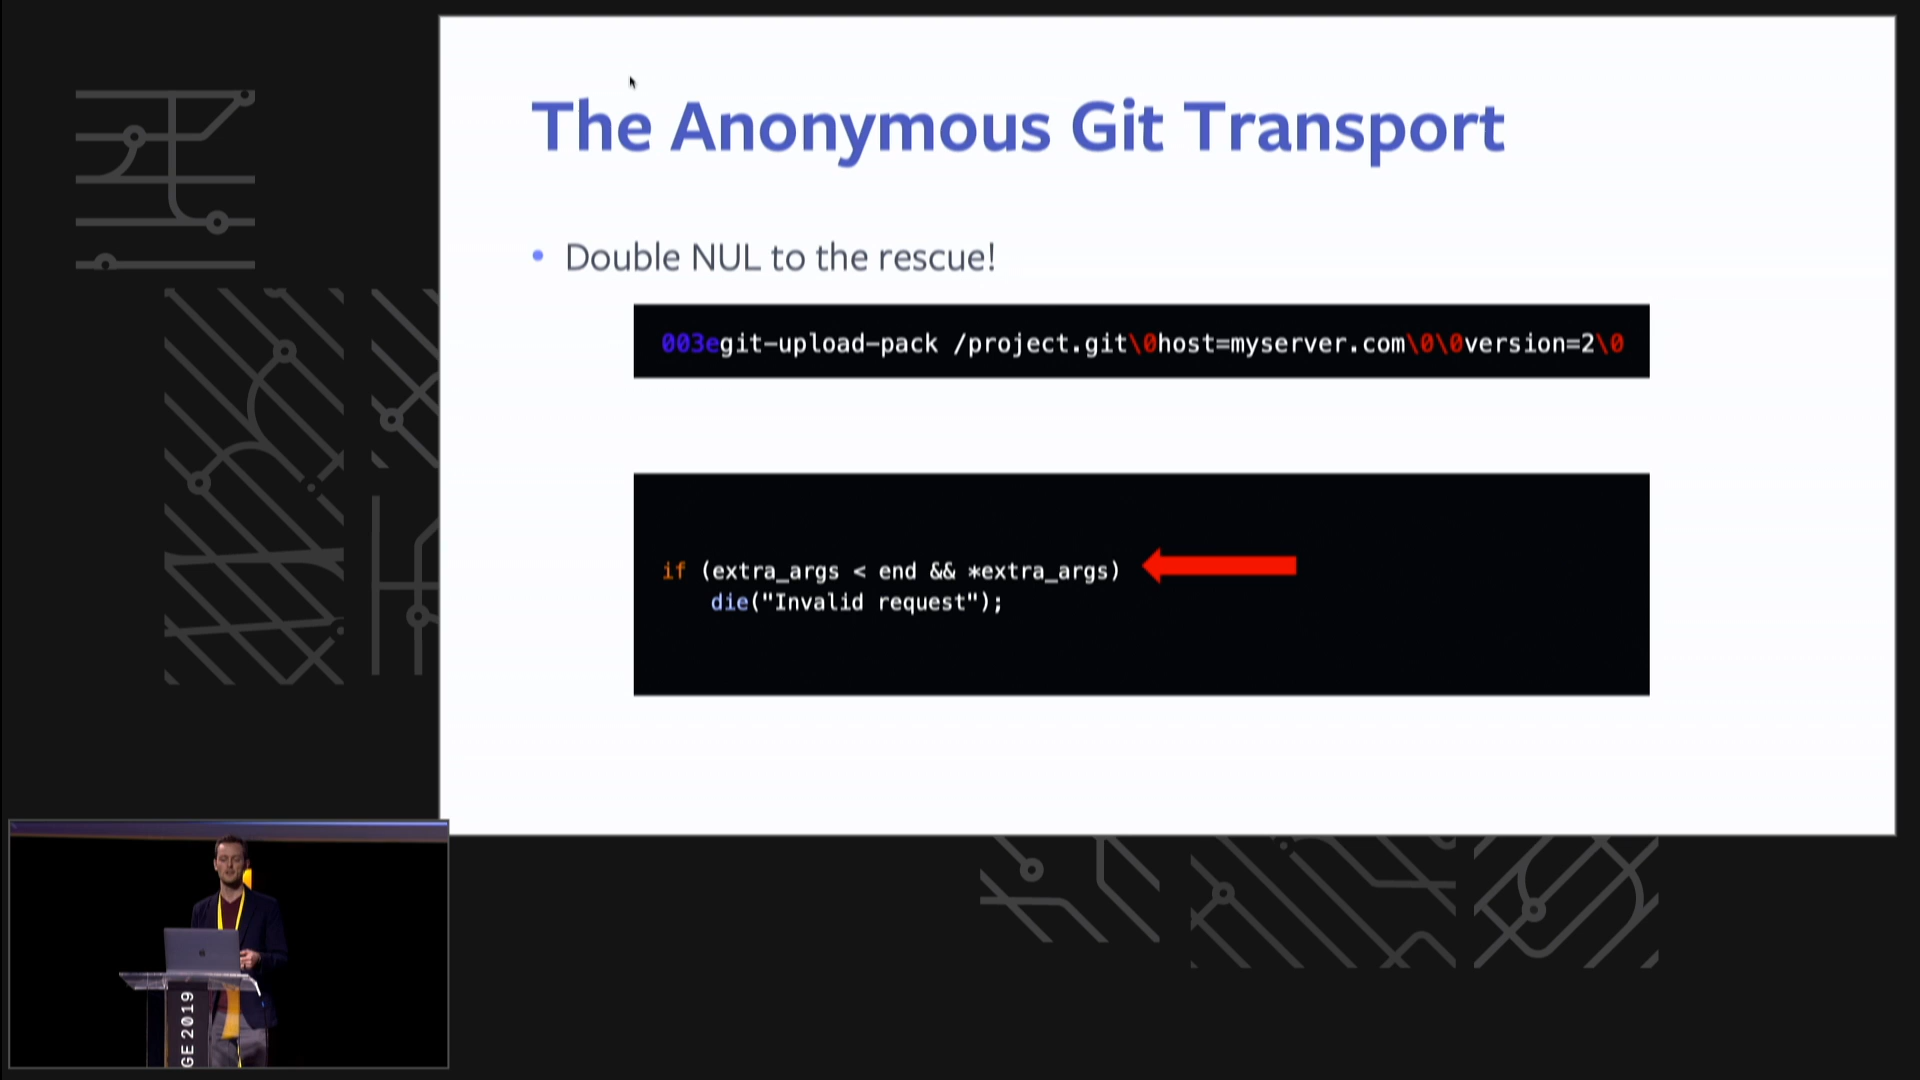 The Anonymous Git Transport
• Double NUL to the rescue!
003egit-upload-pack /project.git\0host=myserver.com\0\0version=2\0
if (extra_args < end && *extra_args)
die("Invalid request");
GE 2019